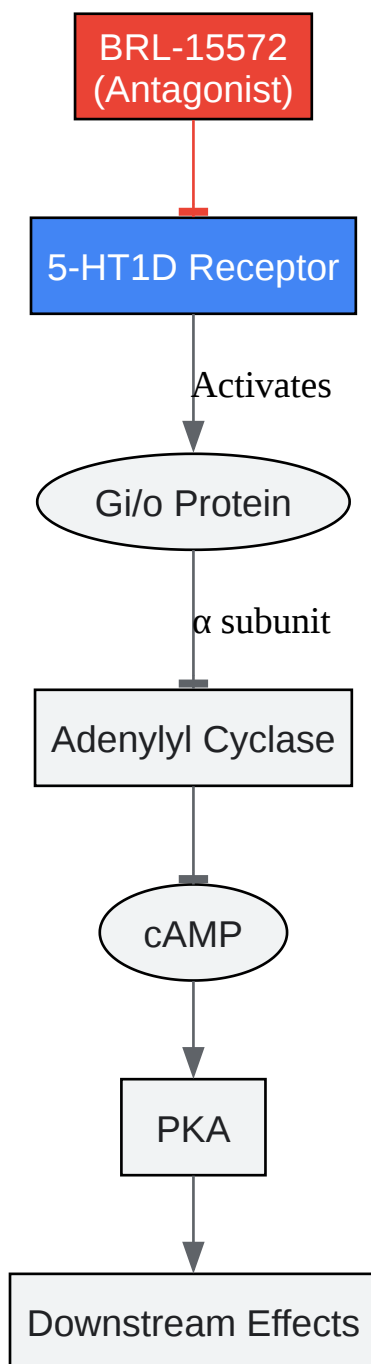 BRL-15572
(Antagonist)
5-HT1D Receptor
Activates
Gi/o Protein
α subunit
Adenylyl Cyclase
cAMP
PKA
Downstream Effects